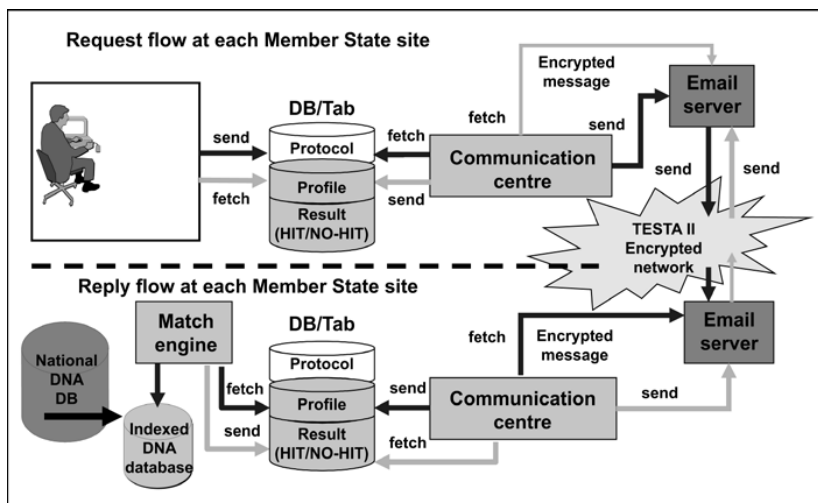 Request flow at each Member State site
Encrypted
message
Email
server
DB/Tab
fetch
send
fetch
send
Protocol
Communication
centre
Profile
fetch
send
send
send
Result
(HIT/NO-HIT)
TESTA II
Encrypted
network
Reply flow at each Member State site
Match
engine
DB/Tab
fetch
Encrypted
message
Email
server
National
DNA
DB
Protocol
fetch
send
Profile
Communication
centre
send
Indexed
DNA
database
send
Result
(HIT/NO-HIT)
fetch